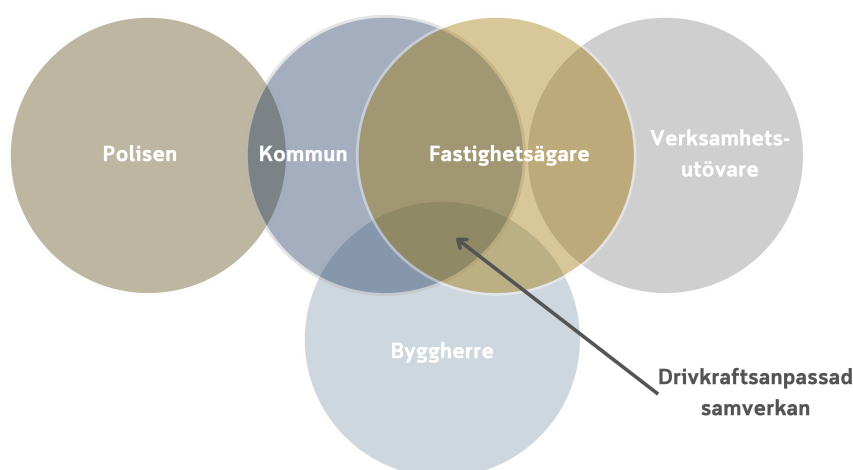 Polisen
Kommun
Fastighetsägare
Verksamhets-
utövare
Byggherre
Drivkraftsanpassad
samverkan